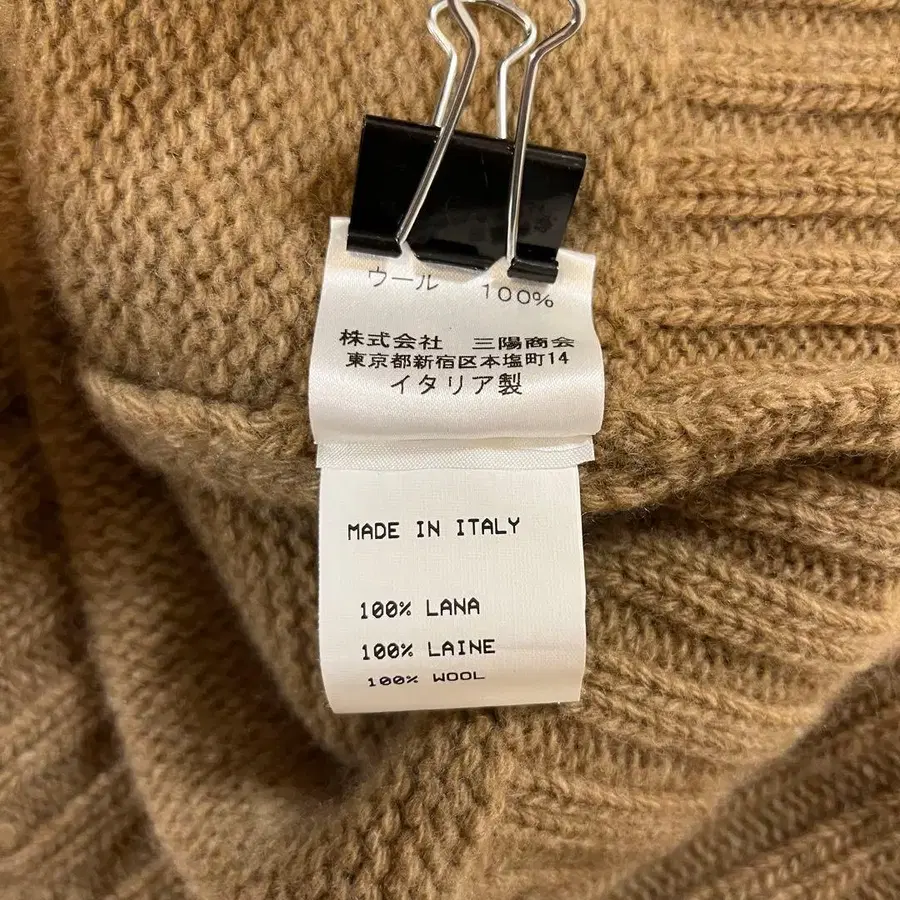 ウール 100%
株式会社 三陽商会
東京都新宿区本塩町14
イタリア製
MADE IN ITALY
100% LANA
100% LAINE
100% WOOL